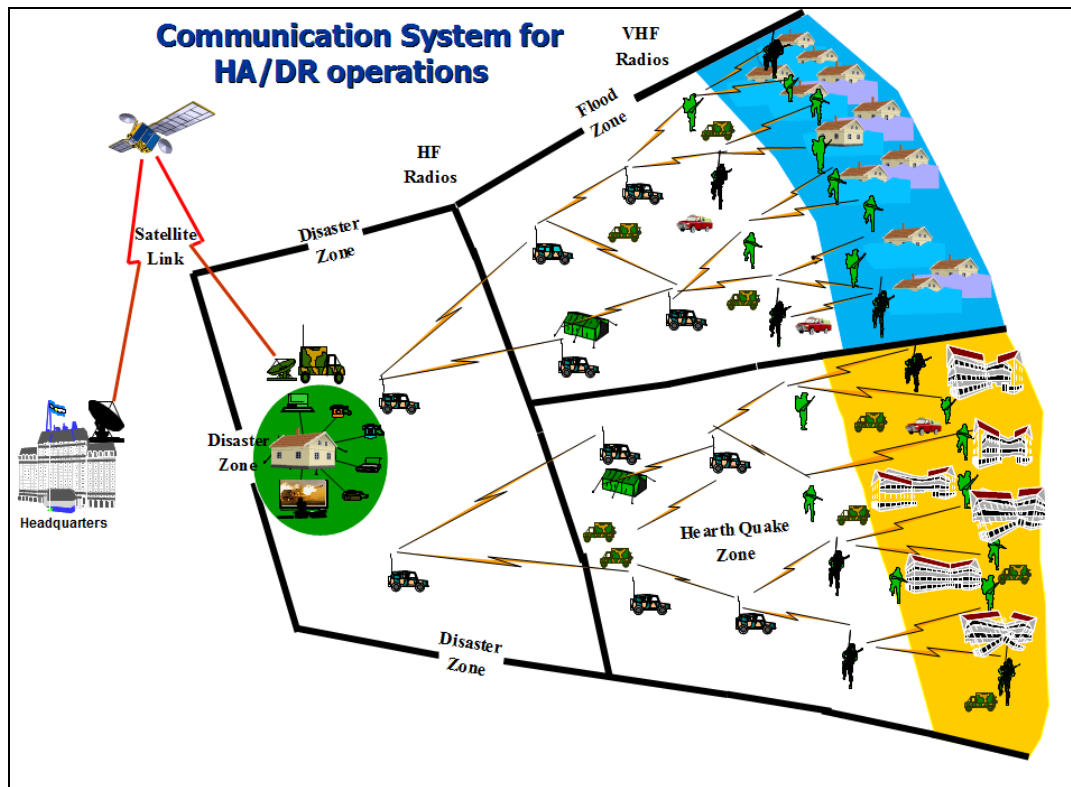 Communication System for
HA/DR operations
VHF
Radios
Flood
Zone
HF
Radios
Disaster
Zone
Satellite
Link
Disaster
Zone
Headquarters
Hearth Quake
Zone
Disaster
Zone